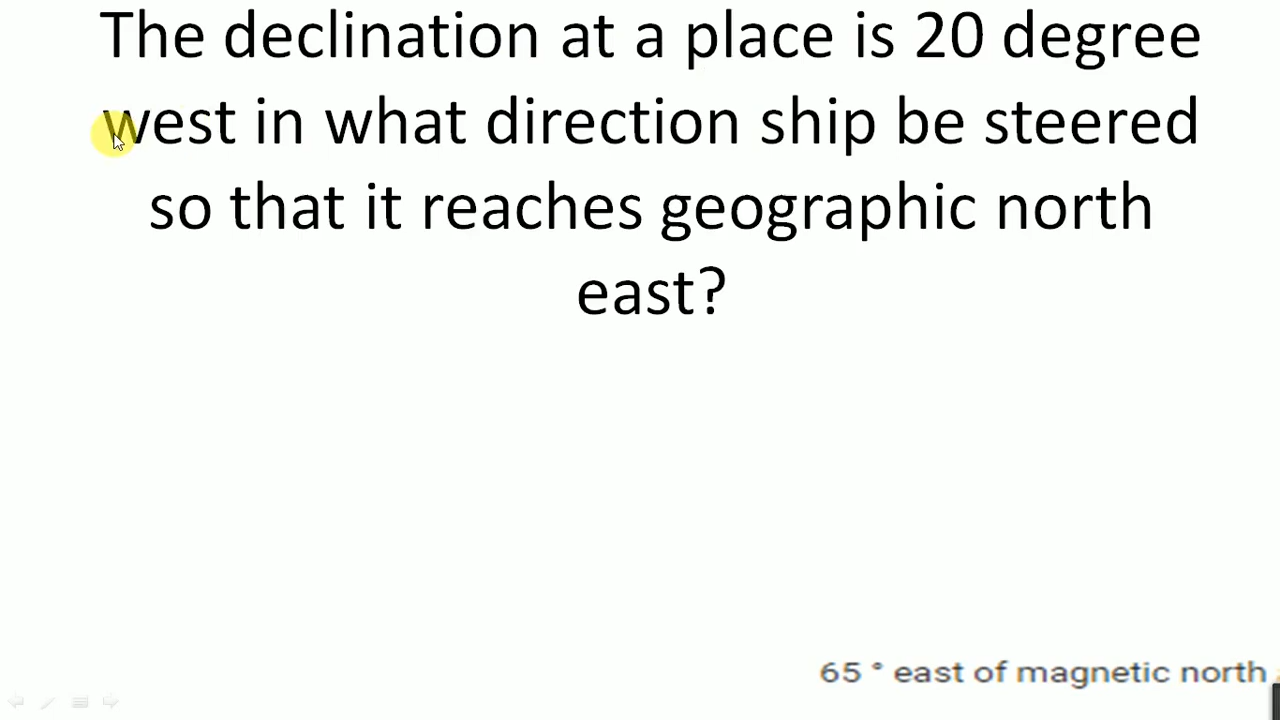 The declination at a place is 20 degree
west in what direction ship be steered
so that it reaches geographic north
east?
65 ° east of magnetic north